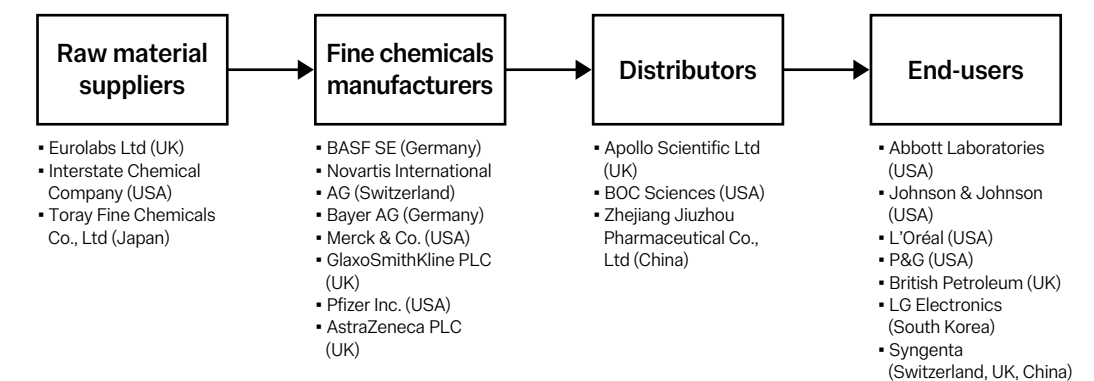 Raw material
suppliers
Fine chemicals
manufacturers
Distributors
End-users
▪ Eurolabs Ltd (UK)
▪ Interstate Chemical
Company (USA)
▪ Toray Fine Chemicals
Co., Ltd (Japan)
▪ BASF SE (Germany)
▪ Novartis International
▪ AG (Switzerland)
▪ Bayer AG (Germany)
▪ Merck & Co. (USA)
▪ GlaxoSmithKline PLC
(UK)
▪ Pfizer Inc. (USA)
▪ AstraZeneca PLC
(UK)
▪ Apollo Scientific Ltd
(UK)
▪ BOC Sciences (USA)
▪ Zhejiang Jiuzhou
Pharmaceutical Co.,
Ltd (China)
▪ Abbott Laboratories
(USA)
▪ Johnson & Johnson
(USA)
▪ L'Oréal (USA)
▪ P&G (USA)
▪ British Petroleum (UK)
▪ LG Electronics
(South Korea)
▪ Syngenta
(Switzerland, UK, China)